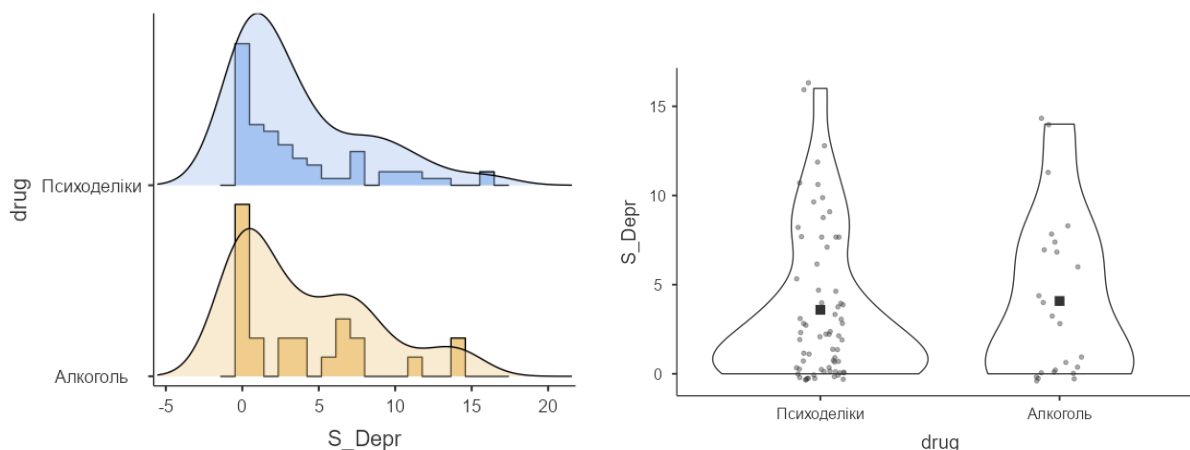 drug
Психоделіки
Алкоголь
-5 0 5 10 15 20
S_Depr
S_Depr
15
10
5
0
Психоделіки Алкоголь
drug